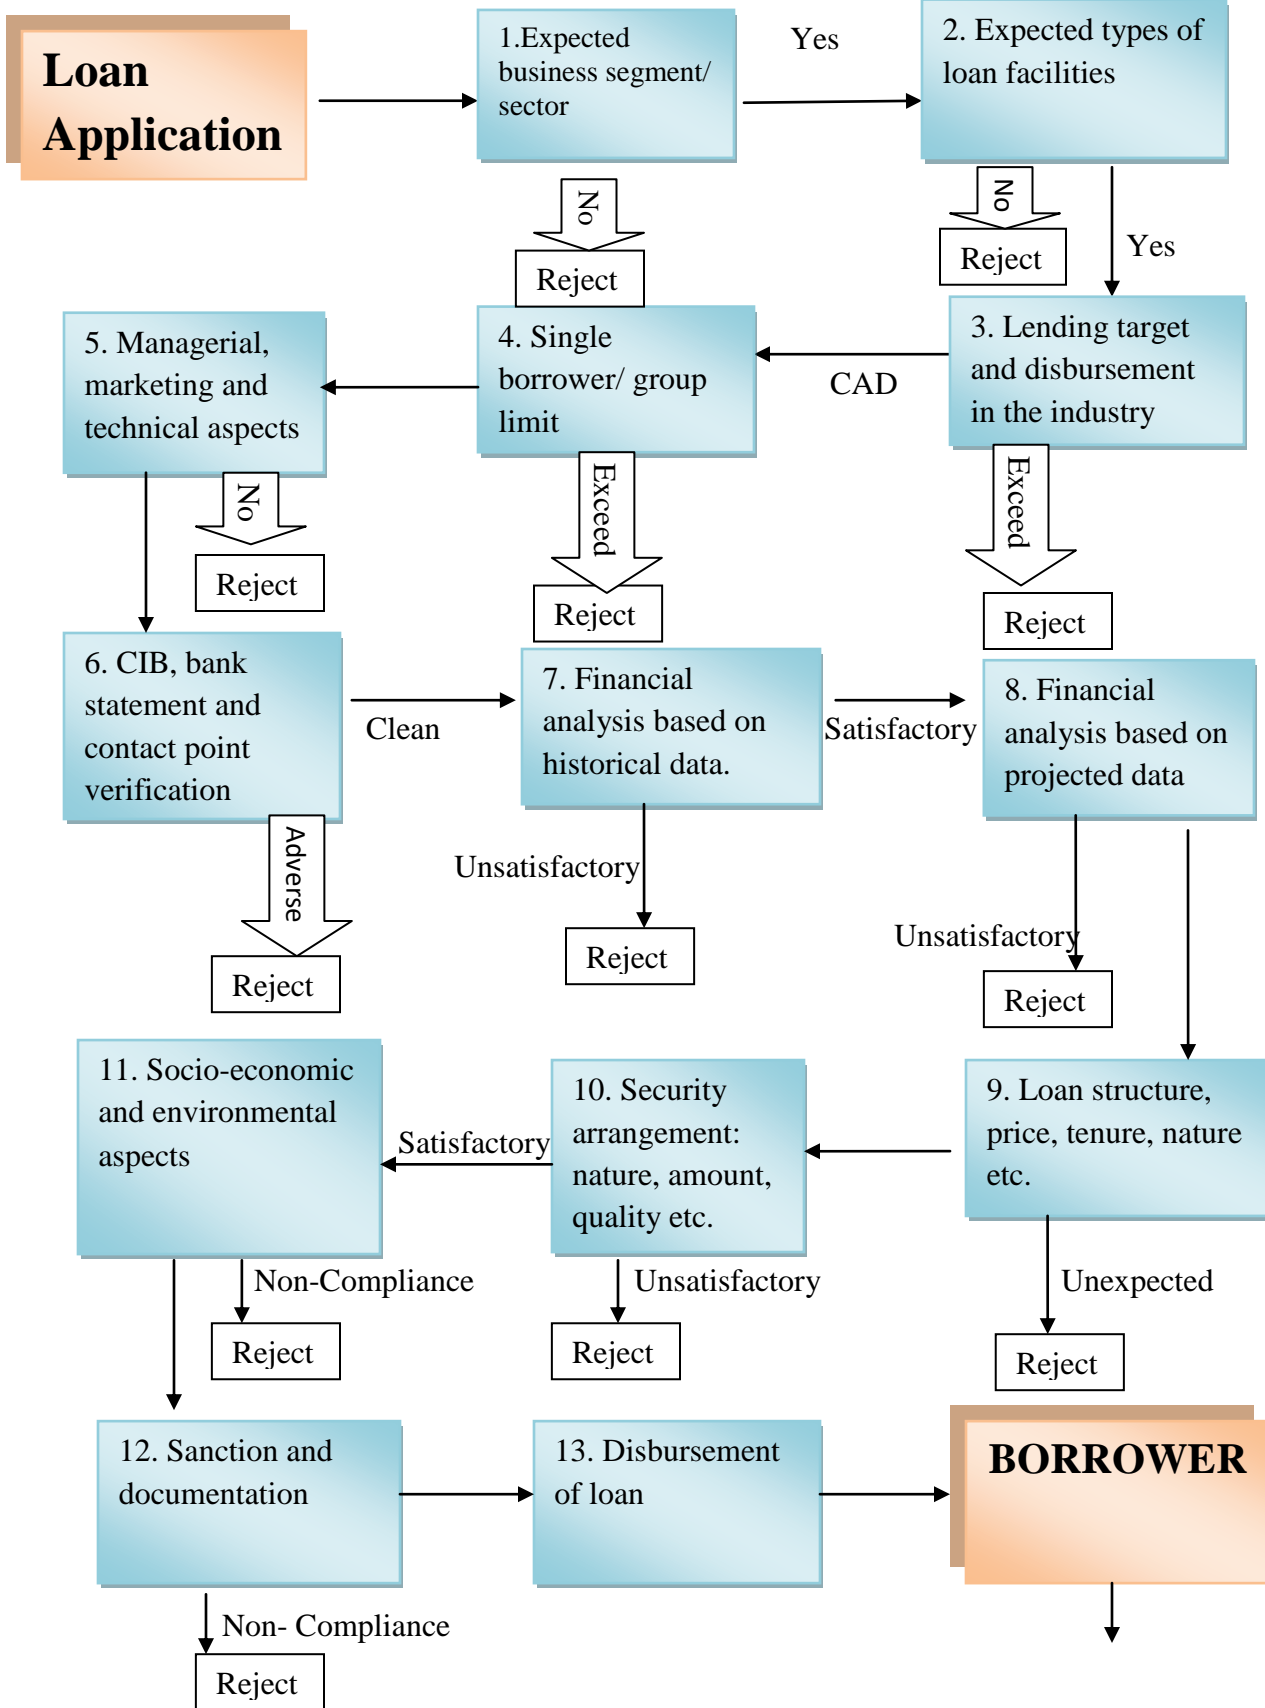 Loan
Application
1.Expected
business segment/
sector
Yes
2. Expected types of
loan facilities
No
Reject
No
Reject
Yes
3. Lending target
and disbursement
in the industry
CAD
4. Single
borrower/ group
limit
5. Managerial,
marketing and
technical aspects
No
Reject
Exceed
Reject
Exceed
Reject
6. CIB, bank
statement and
contact point
verification
Clean
7. Financial
analysis based on
historical data.
Satisfactory
8. Financial
analysis based on
projected data
Adverse
Reject
Unsatisfactory
Reject
Unsatisfactory
Reject
9. Loan structure,
price, tenure, nature
etc.
10. Security
arrangement:
nature, amount,
quality etc.
Satisfactory
11. Socio-economic
and environmental
aspects
Non-Compliance
Reject
Unsatisfactory
Reject
Unexpected
Reject
12. Sanction and
documentation
13. Disbursement
of loan
BORROWER
Non- Compliance
Reject